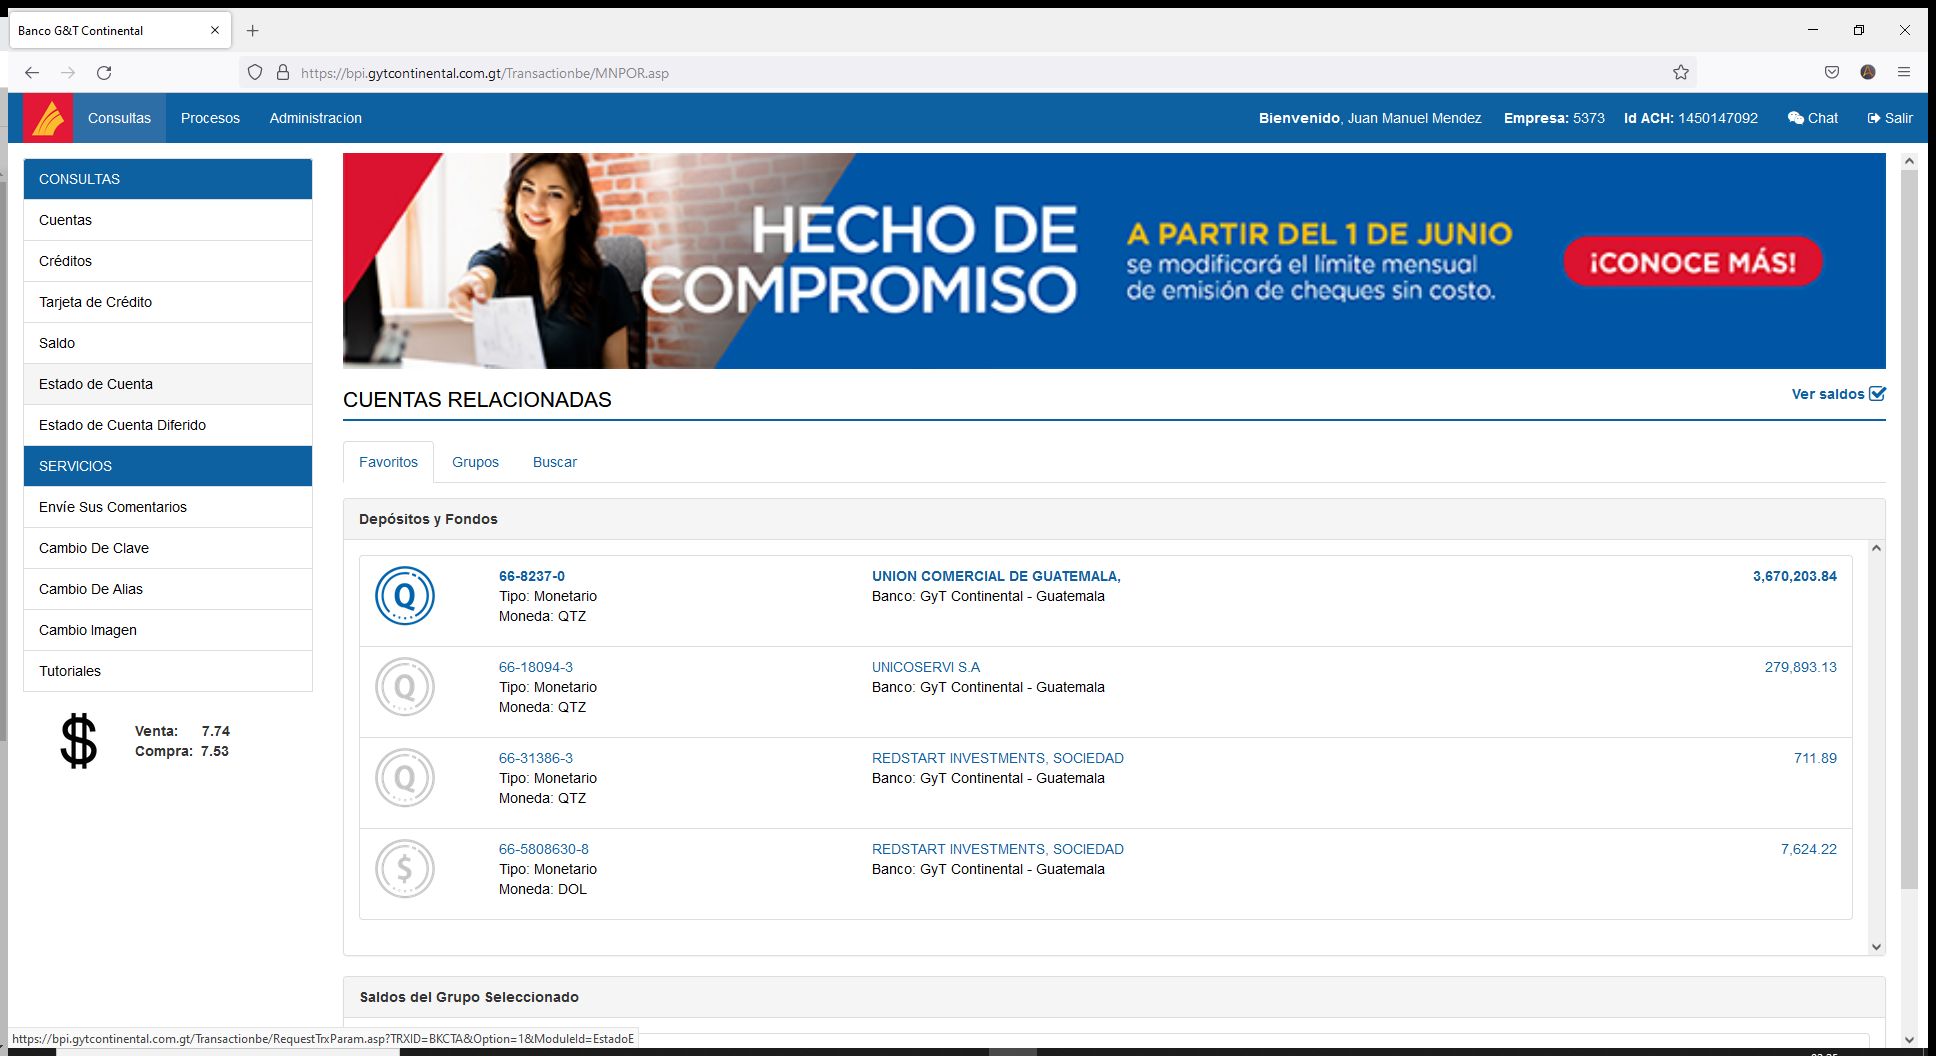 Banco G&T Continental
https://bpi.gytcontinental.com.gt/Transactionbe/MNPOR.asp
Consultas
Procesos
Administracion
Bienvenido, Juan Manuel Mendez
Empresa: 5373
Id ACH: 1450147092
Chat
Salir
CONSULTAS
Cuentas
Créditos
Tarjeta de Crédito
Saldo
Estado de Cuenta
Estado de Cuenta Diferido
SERVICIOS
Envíe Sus Comentarios
Cambio De Clave
Cambio De Alias
Cambio Imagen
Tutoriales
$
Venta: 7.74
Compra: 7.53
HECHO DE
COMPROMISO
A PARTIR DEL 1 DE JUNIO
se modificará el límite mensual
de emisión de cheques sin costo.
¡CONOCE MÁS!
CUENTAS RELACIONADAS
Ver saldos
Favoritos
Grupos
Buscar
Depósitos y Fondos
Q
66-8237-0
Tipo: Monetario
Moneda: QTZ
UNION COMERCIAL DE GUATEMALA,
Banco: GyT Continental - Guatemala
3,670,203.84
Q
66-18094-3
Tipo: Monetario
Moneda: QTZ
UNICOSERVI S.A
Banco: GyT Continental - Guatemala
279,893.13
Q
66-31386-3
Tipo: Monetario
Moneda: QTZ
REDSTART INVESTMENTS, SOCIEDAD
Banco: GyT Continental - Guatemala
711.89
$
66-5808630-8
Tipo: Monetario
Moneda: DOL
REDSTART INVESTMENTS, SOCIEDAD
Banco: GyT Continental - Guatemala
7,624.22
Saldos del Grupo Seleccionado
https://bpi.gytcontinental.com.gt/Transactionbe/RequestTrxParam.asp?TRXID=BKCTA&Option=1&ModuleId=EstadoE